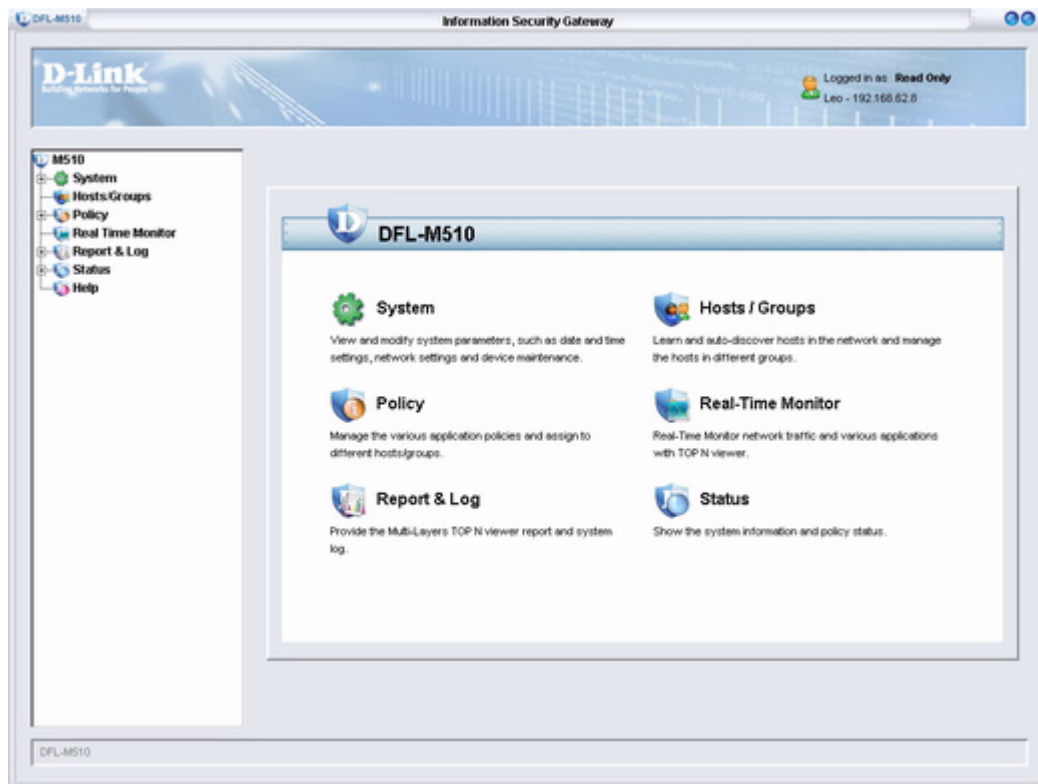 DFL-M510
Information Security Gateway
D-Link
Building Networks for People
Logged in as Read Only
Leo - 192.168.62.8
M510
System
Hosts/Groups
Policy
Real Time Monitor
Report & Log
Status
Help
DFL-M510
System
View and modify system parameters, such as date and time
settings, network settings and device maintenance.
Hosts / Groups
Learn and auto-discover hosts in the network and manage
the hosts in different groups.
Policy
Manage the various application policies and assign to
different hosts/groups.
Real-Time Monitor
Real-Time Monitor network traffic and various applications
with TOP N viewer.
Report & Log
Provide the Multi-Layers TOP N viewer report and system
log.
Status
Show the system information and policy status.
DFL-M510